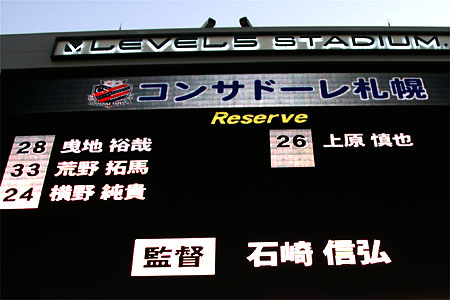 LEVEL5 STADIUM
コンサドーレ札幌
Reserve
28 曳地 裕哉
26 上原 慎也
33 荒野 拓馬
24 横野 純貴
監督 石崎 信弘